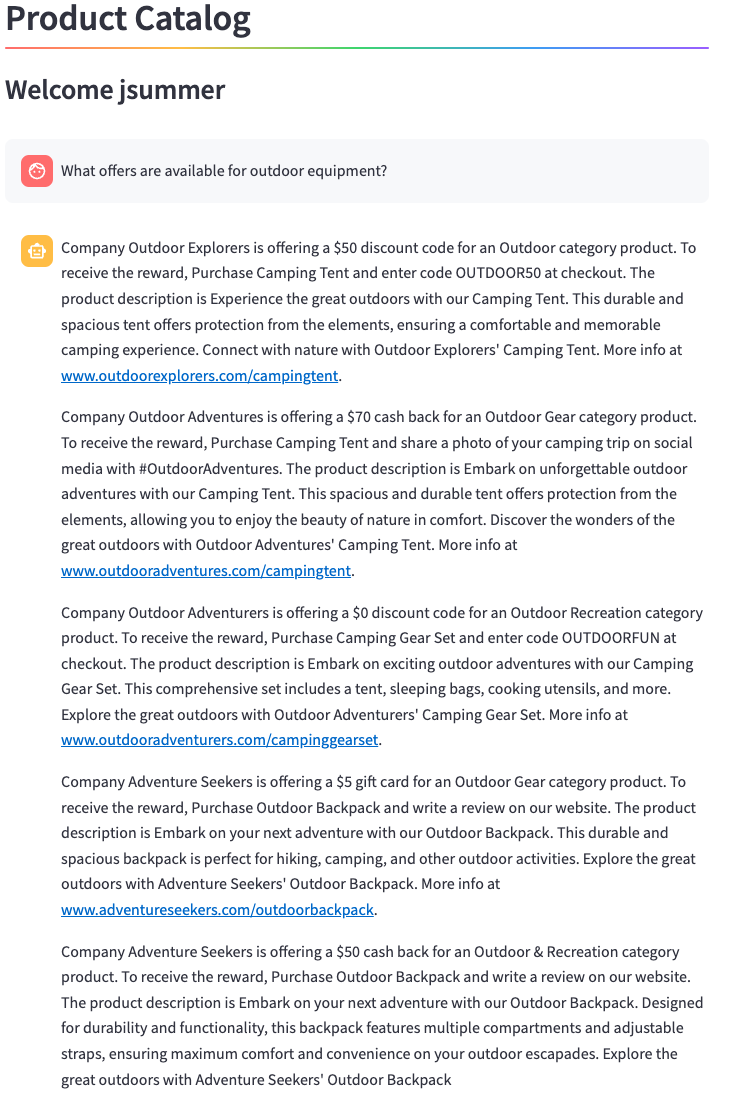 Product Catalog
Welcome jsummer
What offers are available for outdoor equipment?
Company Outdoor Explorers is offering a $50 discount code for an Outdoor category product. To
receive the reward, Purchase Camping Tent and enter code OUTDOOR50 at checkout. The
product description is Experience the great outdoors with our Camping Tent. This durable and
spacious tent offers protection from the elements, ensuring a comfortable and memorable
camping experience. Connect with nature with Outdoor Explorers' Camping Tent. More info at
www.outdoorexplorers.com/campingtent.
Company Outdoor Adventures is offering a $70 cash back for an Outdoor Gear category product.
To receive the reward, Purchase Camping Tent and share a photo of your camping trip on social
media with #OutdoorAdventures. The product description is Embark on unforgettable outdoor
adventures with our Camping Tent. This spacious and durable tent offers protection from the
elements, allowing you to enjoy the beauty of nature in comfort. Discover the wonders of the
great outdoors with Outdoor Adventures' Camping Tent. More info at
www.outdooradventures.com/campingtent.
Company Outdoor Adventurers is offering a $0 discount code for an Outdoor Recreation category
product. To receive the reward, Purchase Camping Gear Set and enter code OUTDOORFUN at
checkout. The product description is Embark on exciting outdoor adventures with our Camping
Gear Set. This comprehensive set includes a tent, sleeping bags, cooking utensils, and more.
Explore the great outdoors with Outdoor Adventurers' Camping Gear Set. More info at
www.outdooradventurers.com/campinggearset.
Company Adventure Seekers is offering a $5 gift card for an Outdoor Gear category product. To
receive the reward, Purchase Outdoor Backpack and write a review on our website. The product
description is Embark on your next adventure with our Outdoor Backpack. This durable and
spacious backpack is perfect for hiking, camping, and other outdoor activities. Explore the great
outdoors with Adventure Seekers' Outdoor Backpack. More info at
www.adventureseekers.com/outdoorbackpack.
Company Adventure Seekers is offering a $50 cash back for an Outdoor & Recreation category
product. To receive the reward, Purchase Outdoor Backpack and write a review on our website.
The product description is Embark on your next adventure with our Outdoor Backpack. Designed
for durability and functionality, this backpack features multiple compartments and adjustable
straps, ensuring maximum comfort and convenience on your outdoor escapades. Explore the
great outdoors with Adventure Seekers' Outdoor Backpack